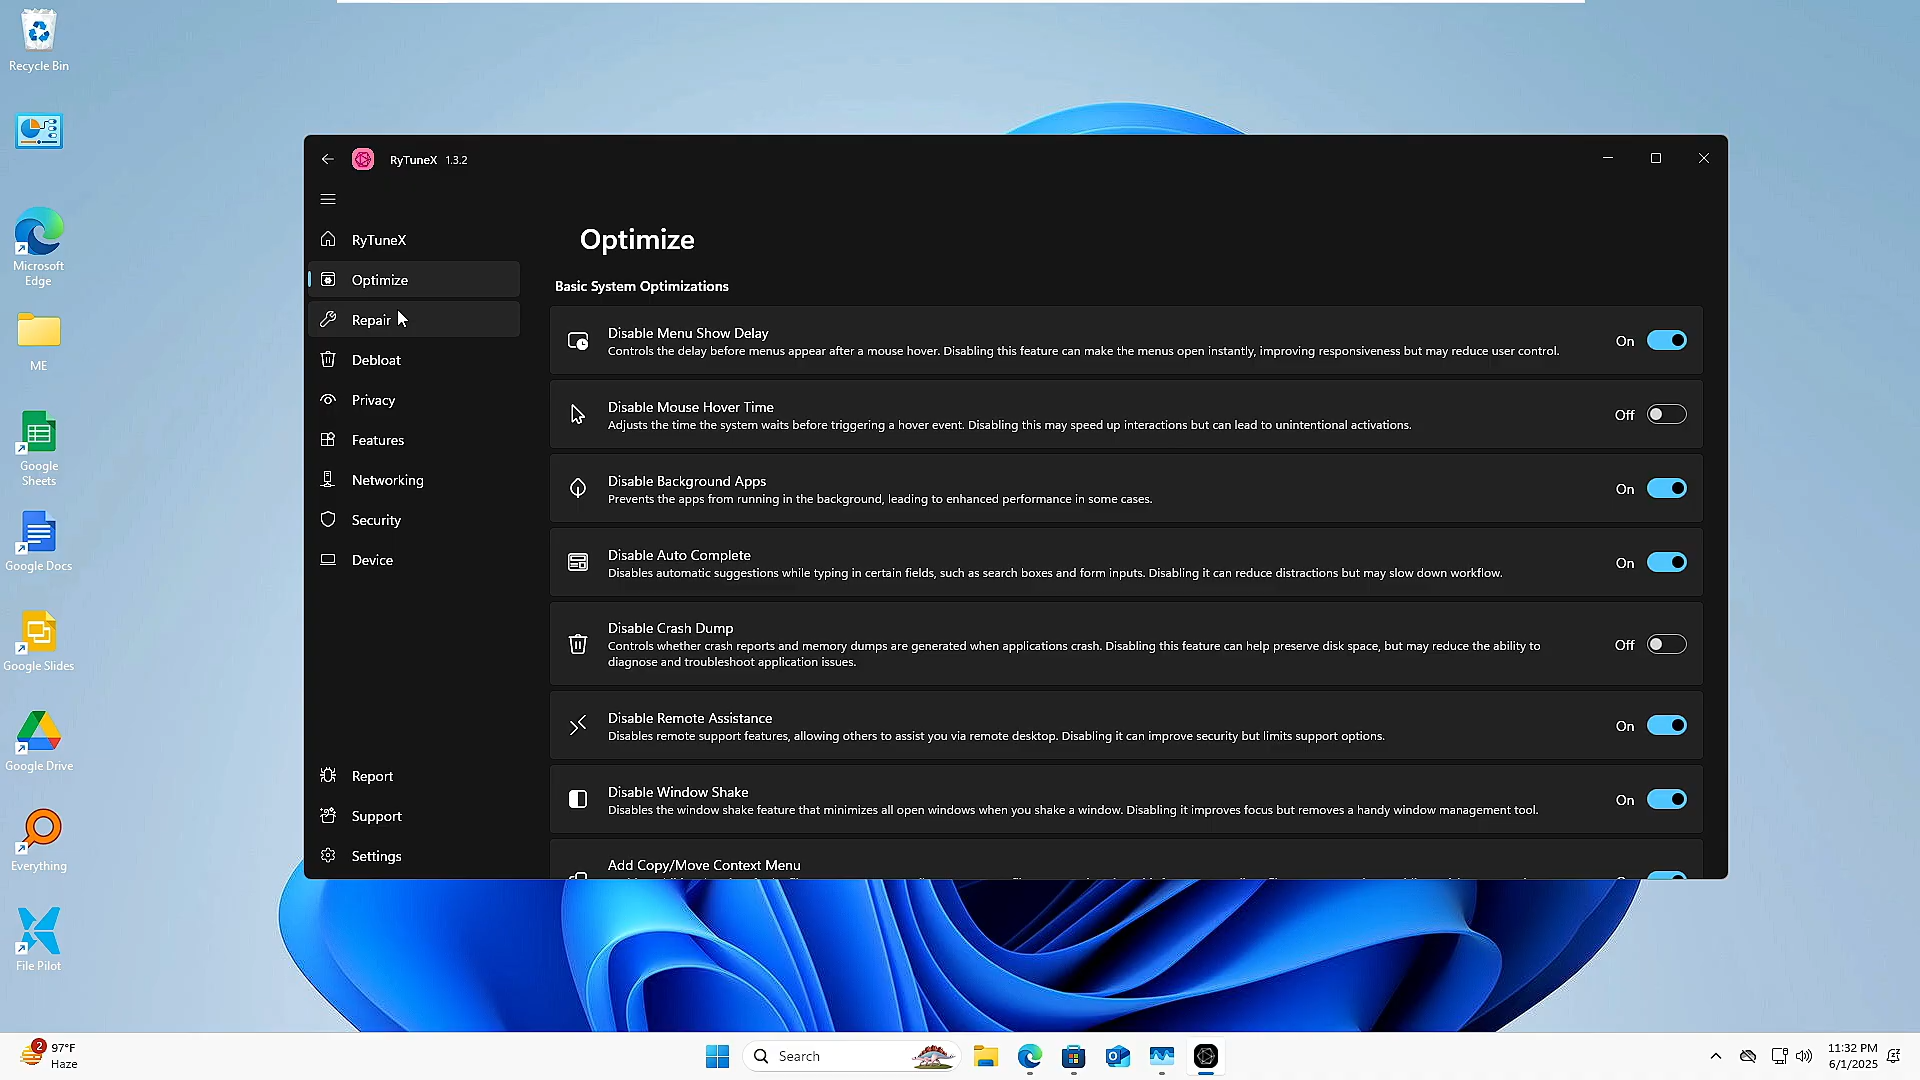 Recycle Bin
Microsoft
Edge
ME
Google
Sheets
Google Docs
Google Slides
Google Drive
Everything
File Pilot
RyTuneX 1.3.2
RyTuneX
Optimize
Repair
Debloat
Privacy
Features
Networking
Security
Device
Report
Support
Settings
Optimize
Basic System Optimizations
Disable Menu Show Delay
Controls the delay before menus appear after a mouse hover. Disabling this feature can make the menus open instantly, improving responsiveness but may reduce user control.
On
Disable Mouse Hover Time
Adjusts the time the system waits before triggering a hover event. Disabling this may speed up interactions but can lead to unintentional activations.
Off
Disable Background Apps
Prevents the apps from running in the background, leading to enhanced performance in some cases.
On
Disable Auto Complete
Disables automatic suggestions while typing in certain fields, such as search boxes and form inputs. Disabling it can reduce distractions but may slow down workflow.
On
Disable Crash Dump
Controls whether crash reports and memory dumps are generated when applications crash. Disabling this feature can help preserve disk space, but may reduce the ability to
diagnose and troubleshoot application issues.
Off
Disable Remote Assistance
Disables remote support features, allowing others to assist you via remote desktop. Disabling it can improve security but limits support options.
On
Disable Window Shake
Disables the window shake feature that minimizes all open windows when you shake a window. Disabling it improves focus but removes a handy window management tool.
On
Add Copy/Move Context Menu
2
97°F
Haze
Search
11:32 PM
6/1/2025